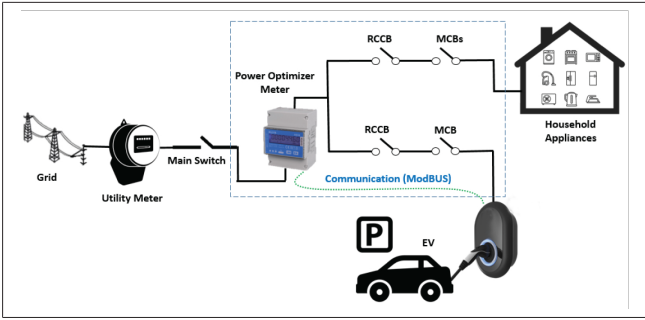 RCCB
MCBs
Power Optimizer
Meter
Household
Appliances
RCCB
MCB
Main Switch
Grid
Communication (ModBUS)
Utility Meter
P
EV